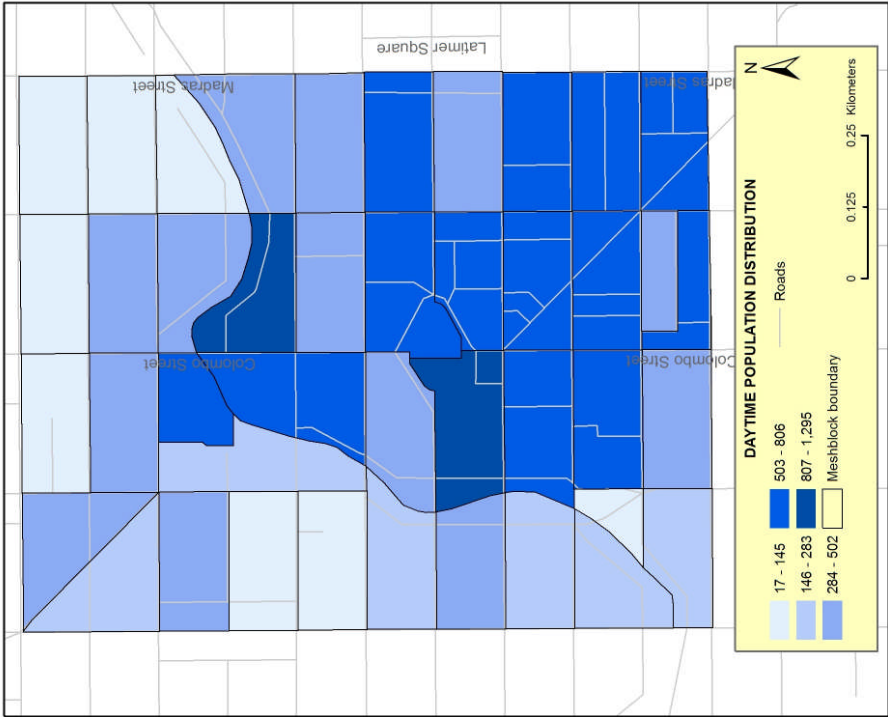 Latimer Square
Madras Street
Madras Street
Colombo Street
Colombo Street
N
DAYTIME POPULATION DISTRIBUTION
17 - 145
146 - 283
284 - 502
503 - 806
807 - 1,295
Meshblock boundary
Roads
0 0.125 0.25 Kilometers